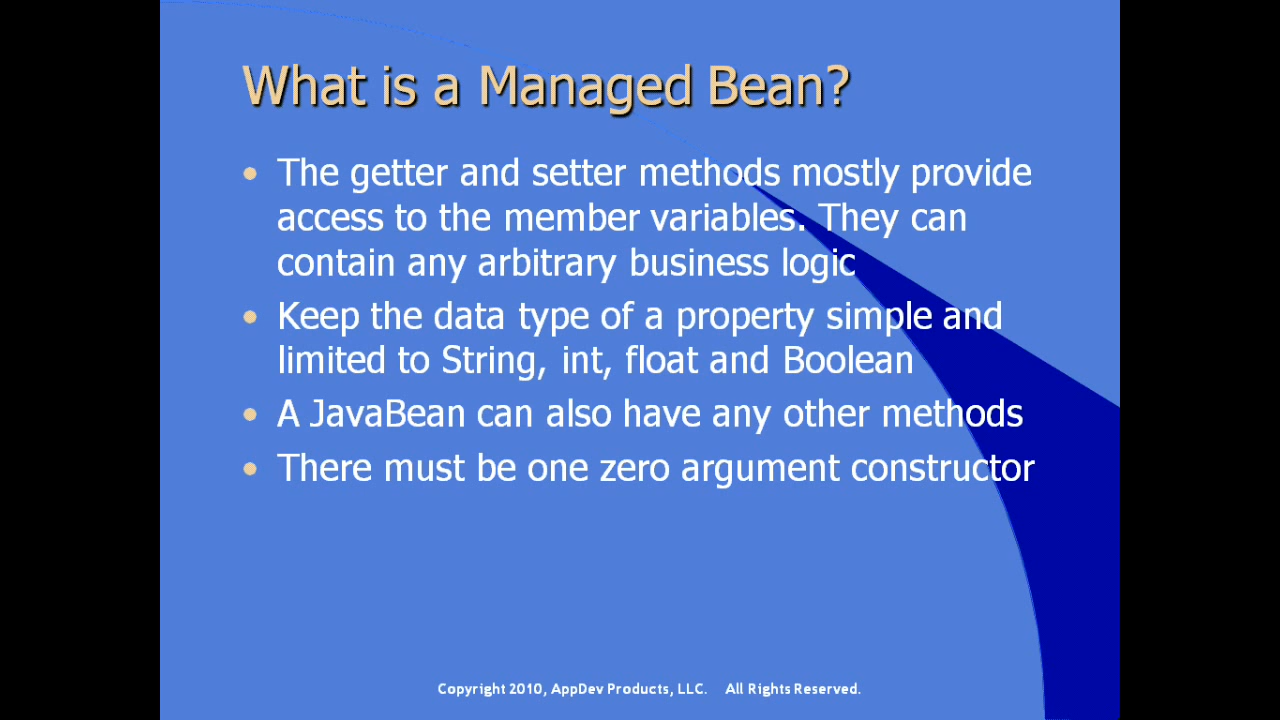 What is a Managed Bean?
• The getter and setter methods mostly provide
access to the member variables. They can
contain any arbitrary business logic
• Keep the data type of a property simple and
limited to String, int, float and Boolean
• A JavaBean can also have any other methods
• There must be one zero argument constructor
Copyright 2010, AppDev Products, LLC. All Rights Reserved.